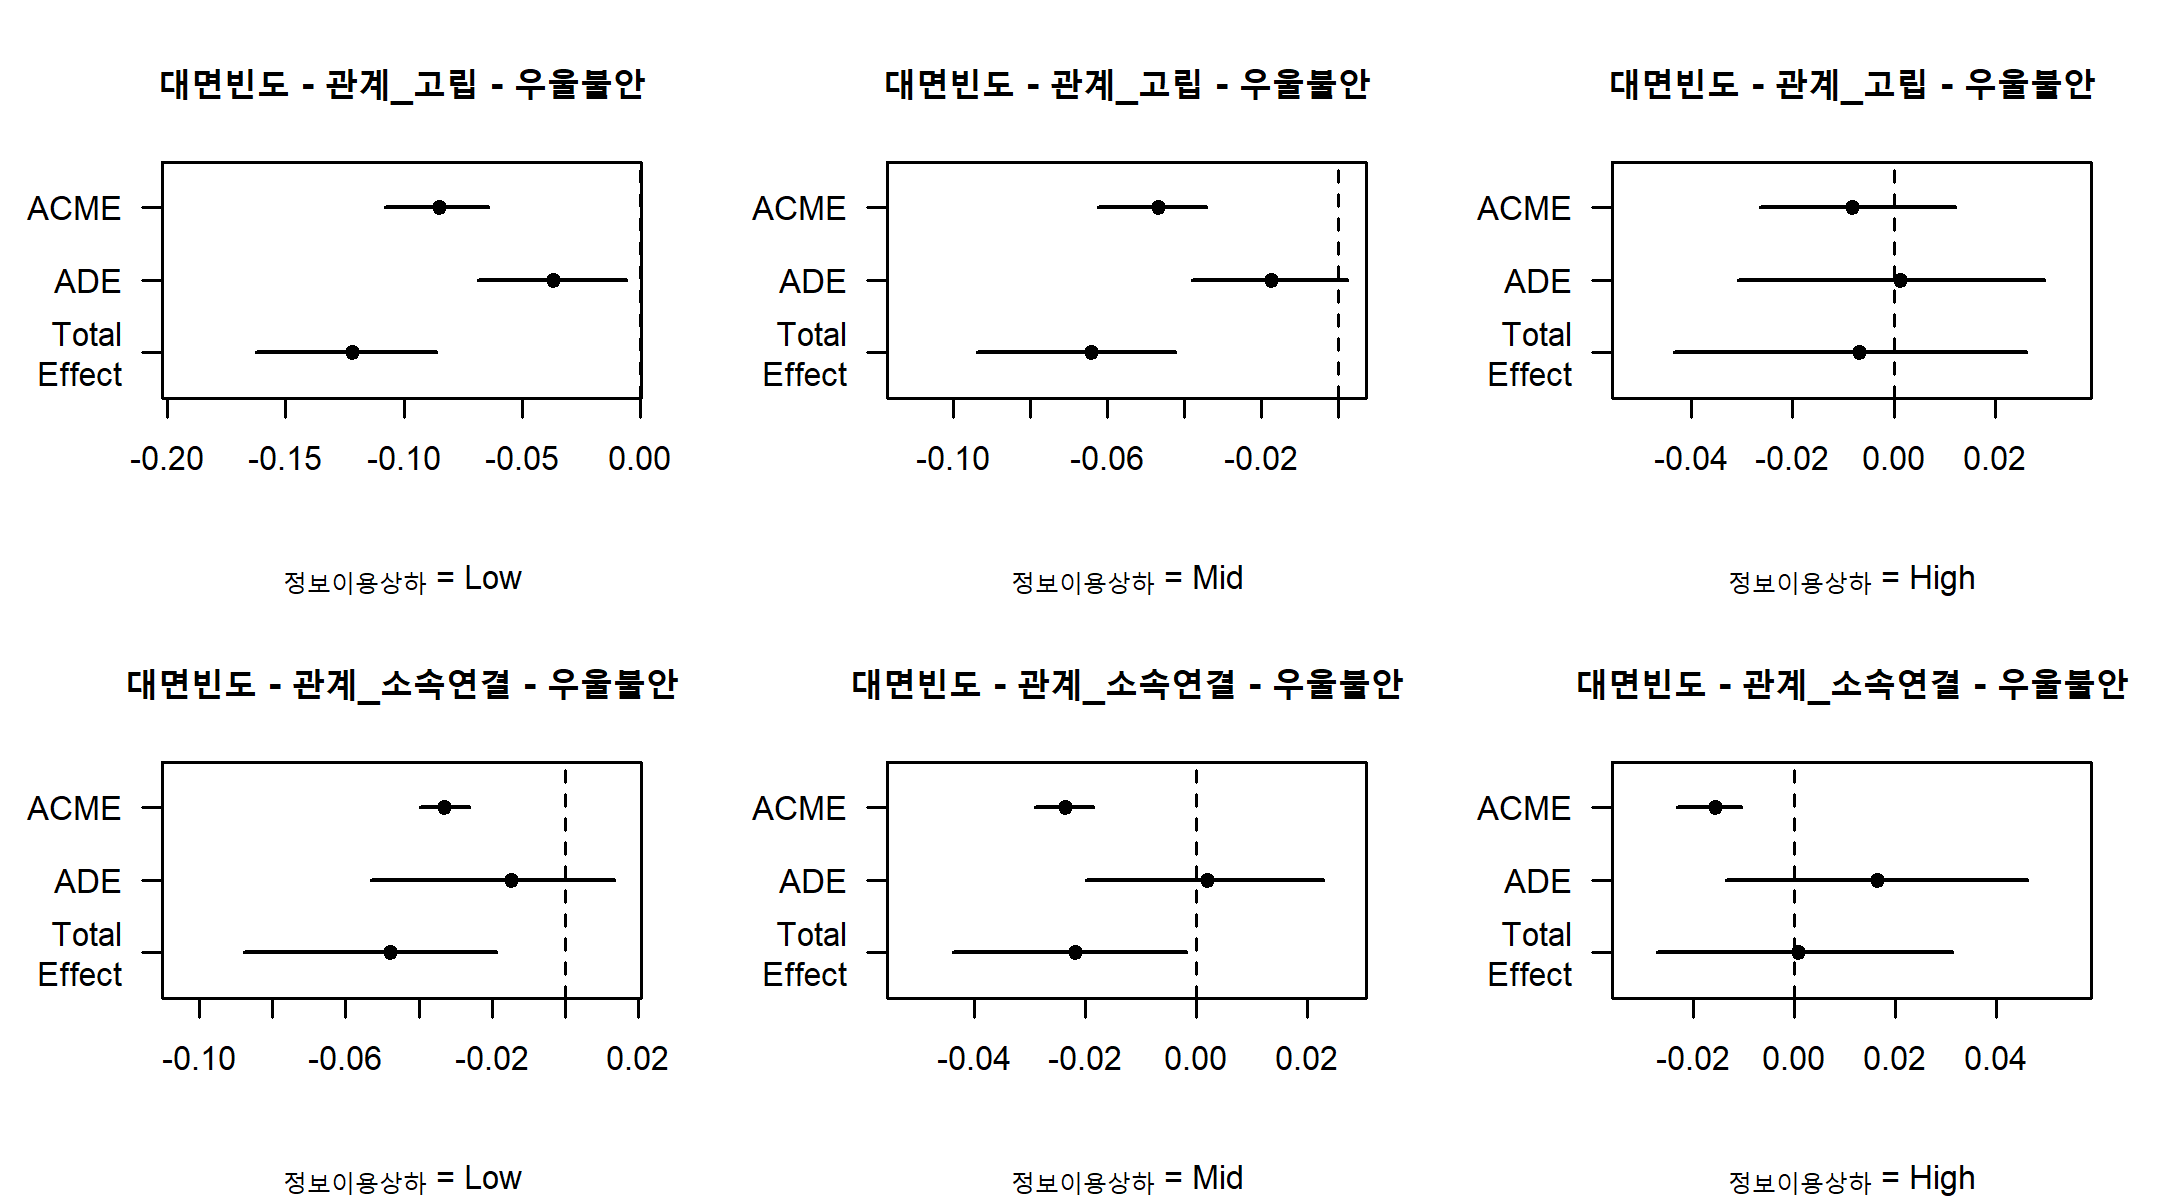 대면빈도 - 관계_고립 - 우울불안
ACME
ADE
Total
Effect
-0.20 -0.15 -0.10 -0.05 0.00
정보이용상하 = Low
대면빈도 - 관계_고립 - 우울불안
ACME
ADE
Total
Effect
-0.10 -0.06 -0.02
정보이용상하 = Mid
대면빈도 - 관계_고립 - 우울불안
ACME
ADE
Total
Effect
-0.04 -0.02 0.00 0.02
정보이용상하 = High
대면빈도 - 관계_소속연결 - 우울불안
ACME
ADE
Total
Effect
-0.10 -0.06 -0.02 0.02
정보이용상하 = Low
대면빈도 - 관계_소속연결 - 우울불안
ACME
ADE
Total
Effect
-0.04 -0.02 0.00 0.02
정보이용상하 = Mid
대면빈도 - 관계_소속연결 - 우울불안
ACME
ADE
Total
Effect
-0.02 0.00 0.02 0.04
정보이용상하 = High